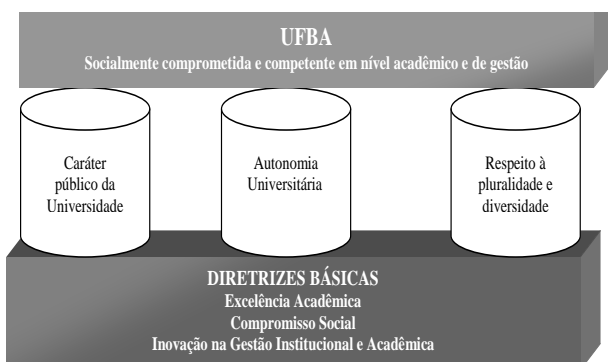 UFBA
Socialmente comprometida e competente em nível acadêmico e de gestão
Caráter
público da
Universidade
Autonomia
Universitária
Respeito à
pluralidade e
diversidade
DIRETRIZES BÁSICAS
Excelência Acadêmica
Compromisso Social
Inovação na Gestão Institucional e Acadêmica